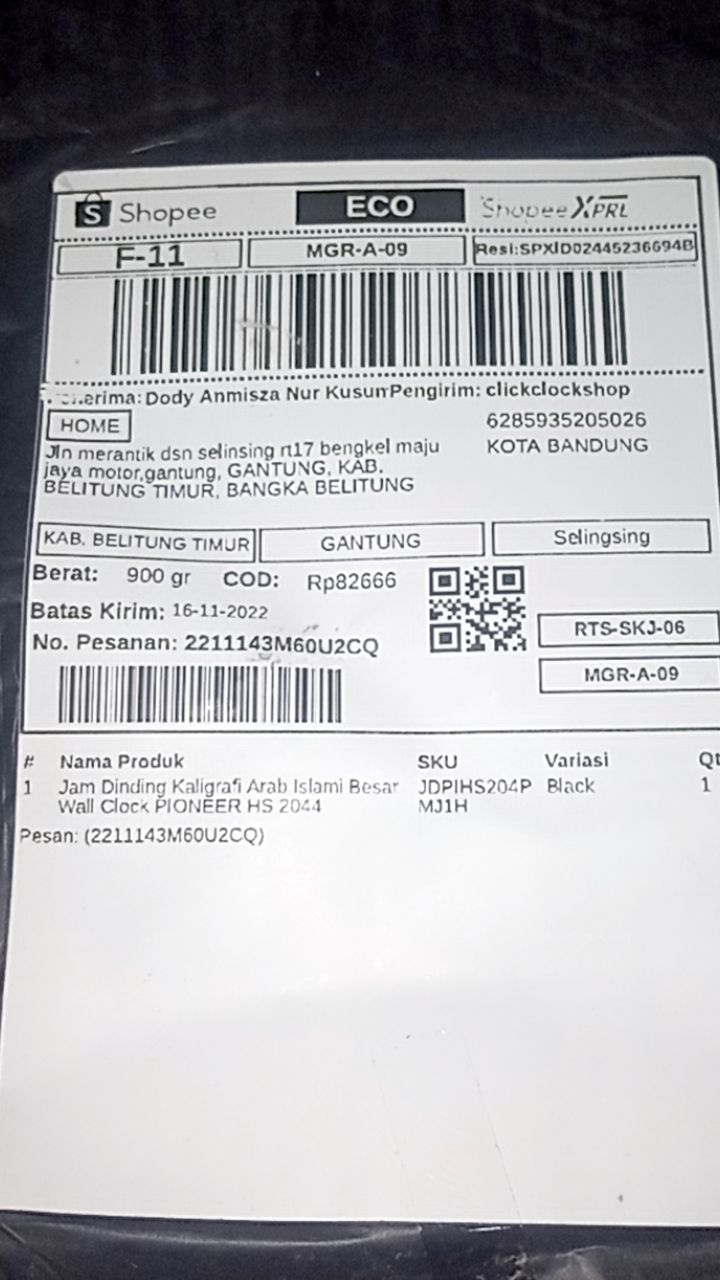 Shopee ECO Shopee XPRL
F-11 MGR-A-09 Resi:SPXID02445236694B
Dody Anmisza Nur Pengirim: clickclockshop
HOME 6285935205026
Jln merantik dsn selinsing rt17 bengkel maju KOTA BANDUNG
jaya motor,gantung, GANTUNG, KAB.
BELITUNG TIMUR, BANGKA BELITUNG
KAB. BELITUNG TIMUR GANTUNG Selingsing
Berat: 900 gr COD: Rp82666
Batas Kirim: 16-11-2022
RTS-SKJ-06
No. Pesanan: 2211143M60U2CQ
MGR-A-09
# Nama Produk SKU Variasi Qt
1 Jam Dinding Kaligrafi Arab Islami Besar JDPIHS204P Black 1
Wall Clock PIONEER HS 2044 MJ1H
Pesan: (2211143M60U2CQ)